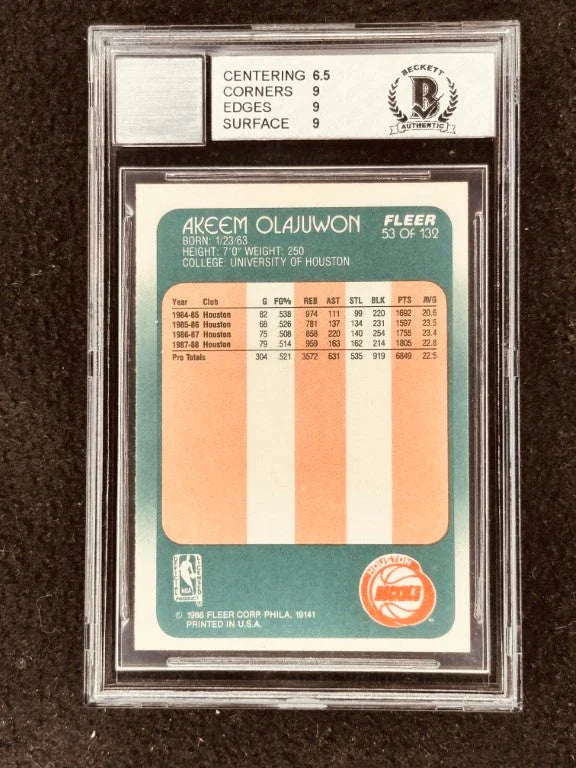 CENTERING 6.5
CORNERS 9
EDGES 9
SURFACE 9
BECKETT
B
AUTHENTIC
AKEEM OLAJUWON
BORN: 1/23/63
HEIGHT: 7'0" WEIGHT: 250
COLLEGE: UNIVERSITY OF HOUSTON
FLEER
53 OF 132
Year Club G FG% REB AST STL BLK PTS AVG
1984-85 Houston 82 .538 974 111 99 220 1692 20.6
1985-86 Houston 68 .526 781 137 134 231 1597 23.5
1986-87 Houston 75 .508 858 220 140 254 1755 23.4
1987-88 Houston 79 .514 959 163 162 214 1805 22.8
Pro Totals 304 .521 3572 631 535 919 6849 22.5
OFFICIAL LICENSED
NBA
PRODUCT
© 1988 FLEER CORP. PHILA. 19141
PRINTED IN U.S.A.
HOUSTON
ROCKETS